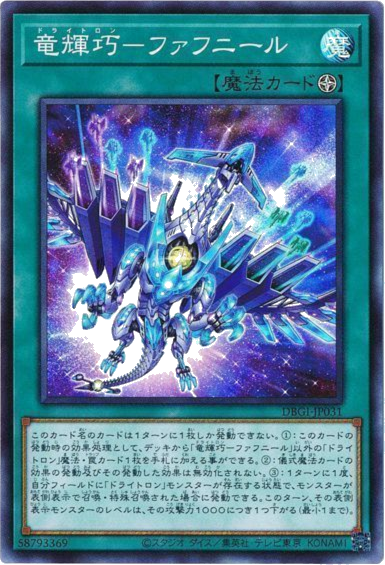 ドライトロン
竜輝巧－ファフニール
魔
【魔法カード】
DBGI-JP031
このカード名のカードは1ターンに1枚しか発動できない。①：このカードの
発動時の効果処理として、デッキから「竜輝巧－ファフニール」以外の「ドライ
トロン」魔法・罠カード1枚を手札に加える事ができる。②：儀式魔法カードの
効果の発動及びその発動した効果は無効化されない。③：1ターンに1度、
自分フィールドに「ドライトロン」モンスターが存在する状態で、モンスターが
表側表示で召喚・特殊召喚された場合に発動できる。このターン、その表側
表示モンスターのレベルは、その攻撃力1000につき1つ下がる（最小1まで）。
58793369
©スタジオ・ダイス／集英社・テレビ東京・KONAMI